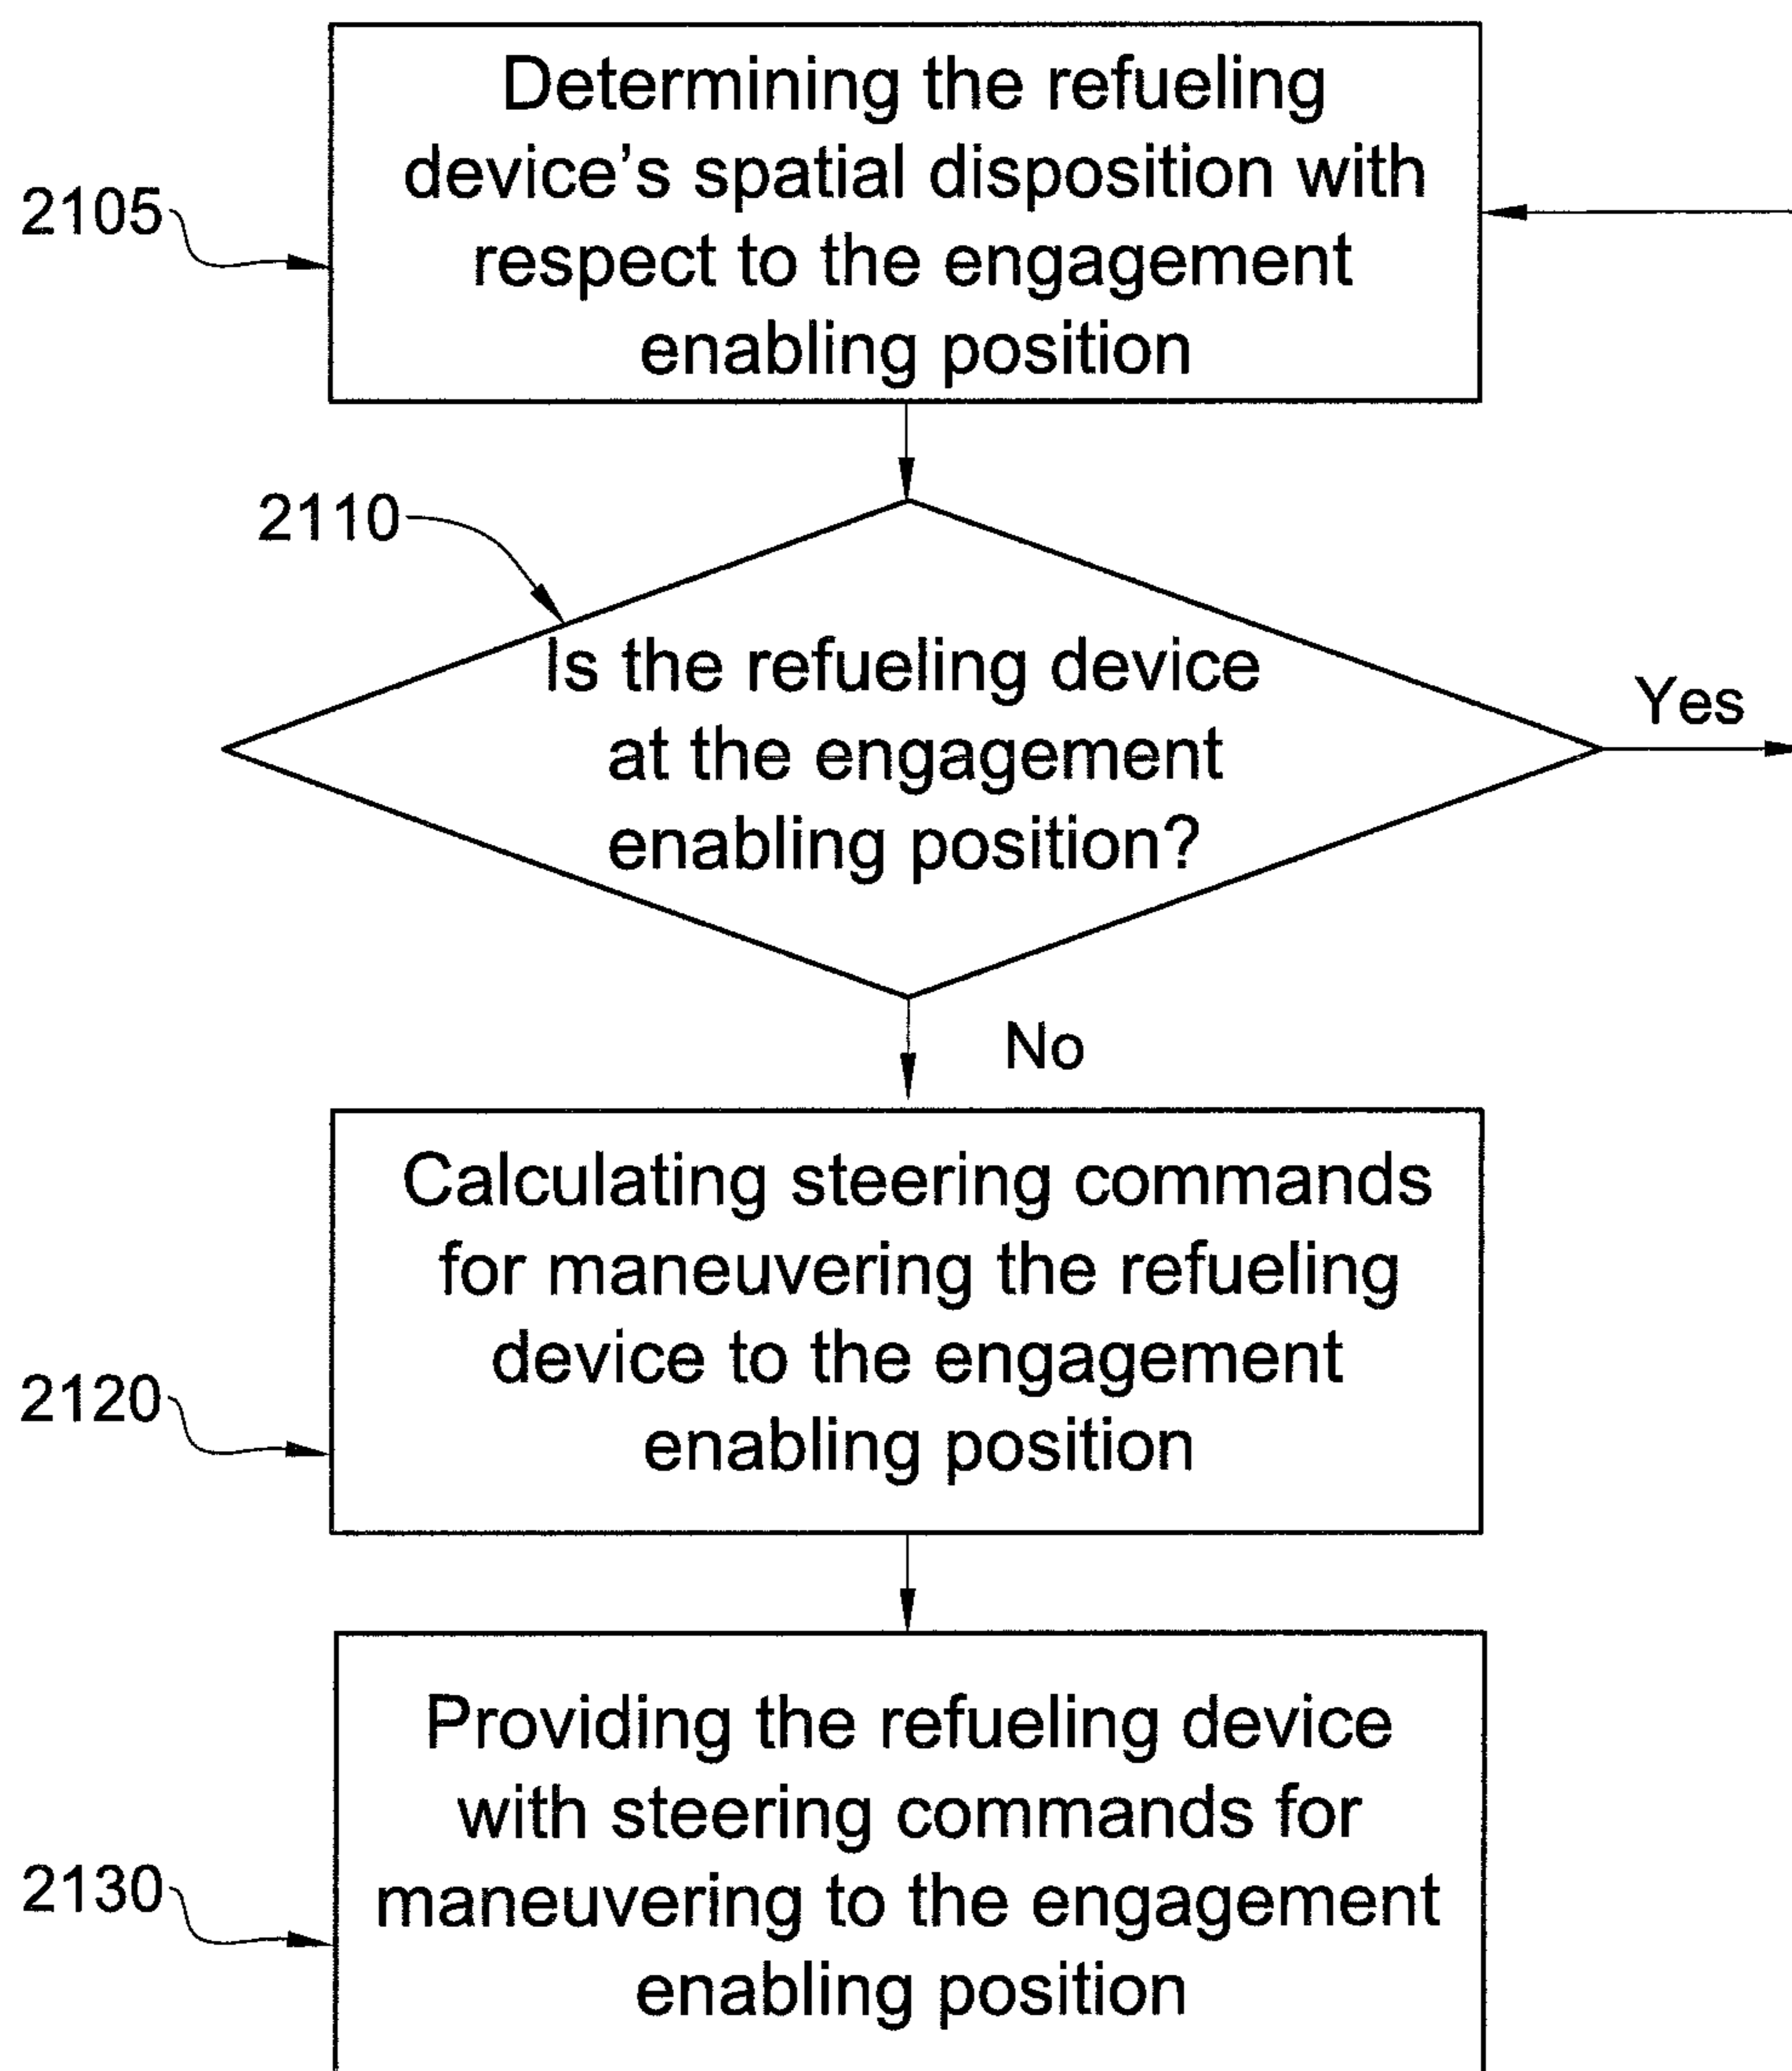 Determining the refueling
device's spatial disposition with
respect to the engagement
enabling position
2105
2110
Is the refueling device
at the engagement
enabling position?
Yes
No
Calculating steering commands
for maneuvering the refueling
device to the engagement
enabling position
2120
Providing the refueling device
with steering commands for
maneuvering to the engagement
enabling position
2130